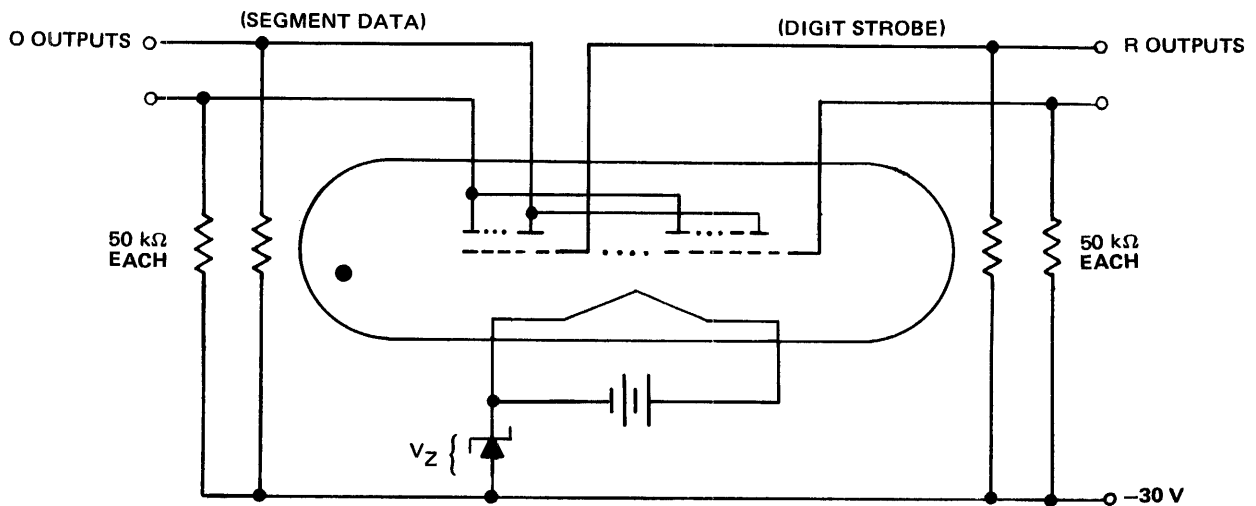 (SEGMENT DATA)
(DIGIT STROBE)
O OUTPUTS
R OUTPUTS
50 kΩ
EACH
50 kΩ
EACH
VZ {
–30 V